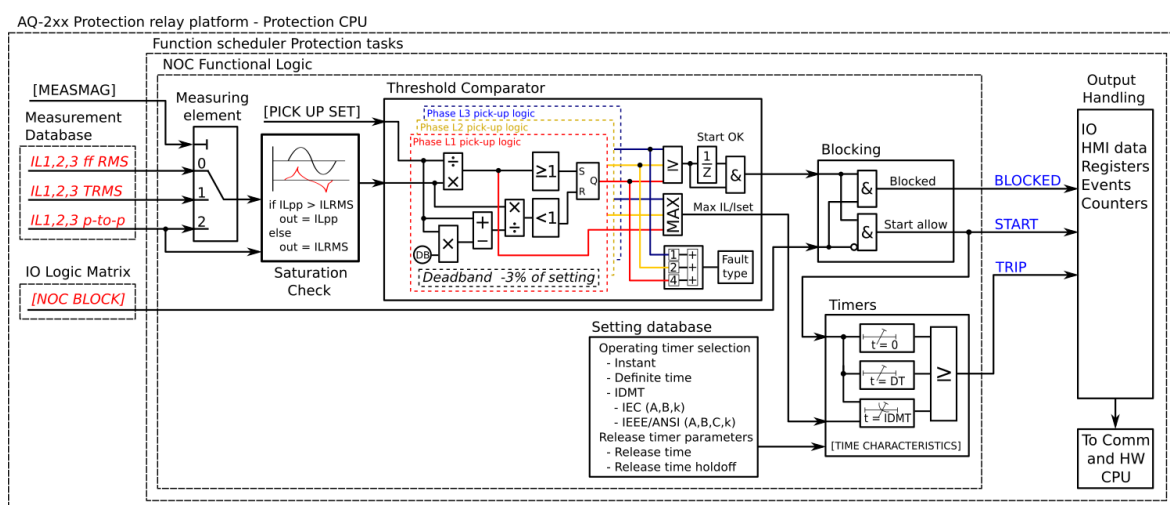 AQ-2xx Protection relay platform - Protection CPU
Function scheduler Protection tasks
NOC Functional Logic
[MEASMAG]
Measurement
Database
IL1,2,3 ff RMS
IL1,2,3 TRMS
IL1,2,3 p-to-p
IO Logic Matrix
[NOC BLOCK]
Measuring
element
0
1
2
[PICK UP SET]
if ILpp > ILRMS
out = ILpp
else
out = ILRMS
Saturation
Check
Threshold Comparator
Phase L3 pick-up logic
Phase L2 pick-up logic
Phase L1 pick-up logic
÷
×
≥1
S
Q
R
×
÷
<1
+
−
×
DB
Deadband -3% of setting
≥
Start OK
1
Z
&
MAX
Max IL/Iset
1 +
2 +
4 +
Fault
type
Blocking
&
Blocked
&
Start allow
BLOCKED
START
TRIP
Timers
t = 0
t = DT
t = IDMT
≥
[TIME CHARACTERISTICS]
Setting database
Operating timer selection
- Instant
- Definite time
- IDMT
- IEC (A,B,k)
- IEEE/ANSI (A,B,C,k)
Release timer parameters
- Release time
- Release time holdoff
Output
Handling
IO
HMI data
Registers
Events
Counters
To Comm
and HW
CPU